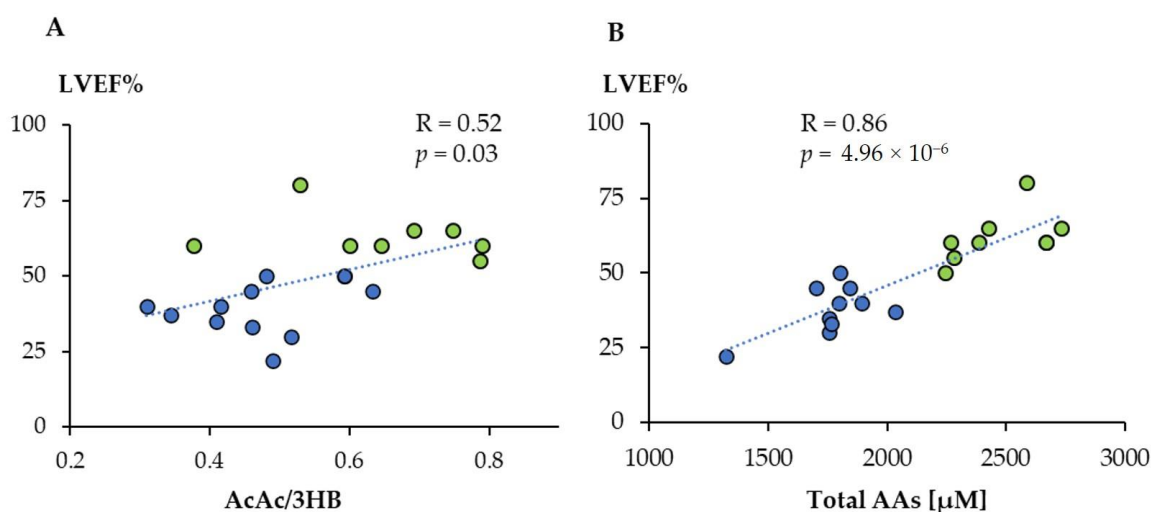 A
LVEF%
R = 0.52
p = 0.03
100
75
50
25
0
0.2 0.4 0.6 0.8
AcAc/3HB
B
LVEF%
R = 0.86
p = 4.96 × 10⁻⁶
100
75
50
25
0
1000 1500 2000 2500 3000
Total AAs [µM]